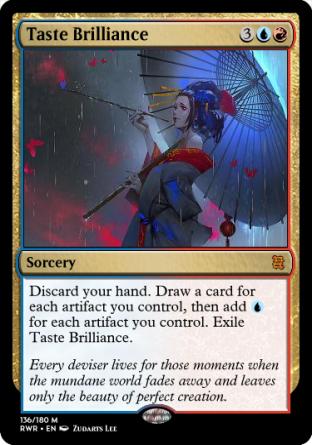 Taste Brilliance 3
Sorcery
Discard your hand. Draw a card for
each artifact you control, then add
for each artifact you control. Exile
Taste Brilliance.
Every deviser lives for those moments when
the mundane world fades away and leaves
only the beauty of perfect creation.
136/180 M
RWR • EN ZUDARTS LEE